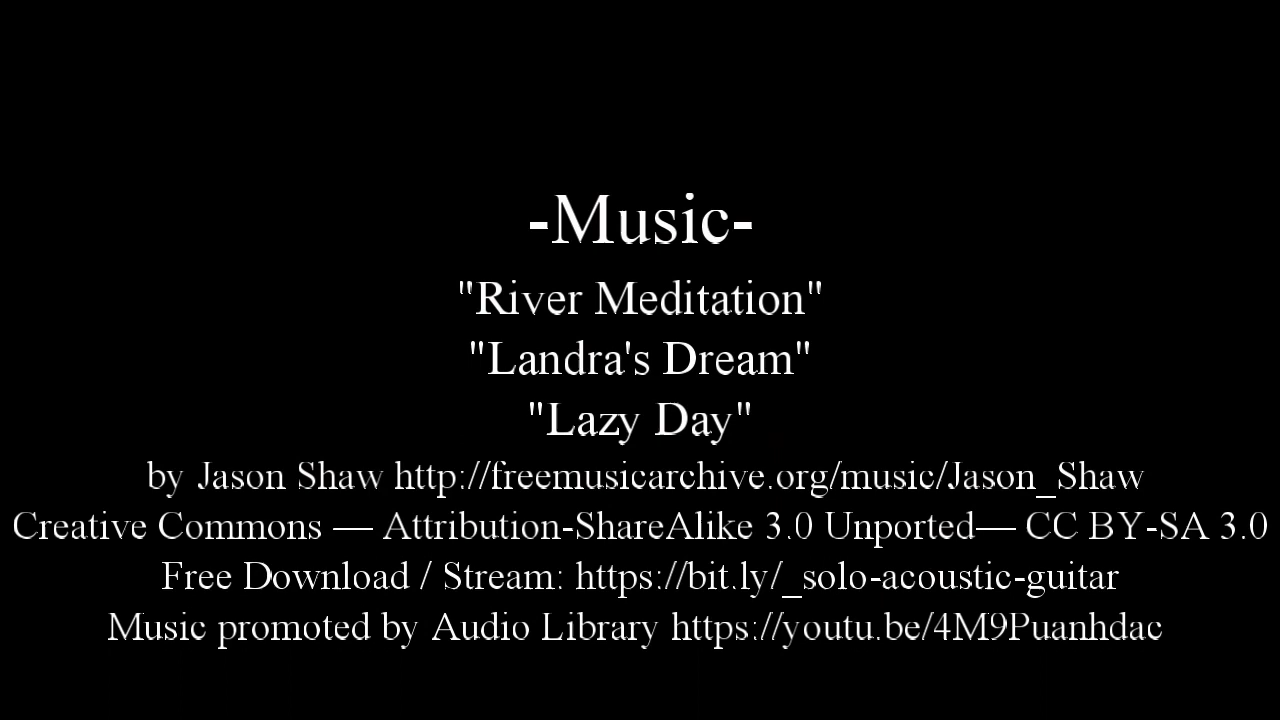 -Music-
"River Meditation"
"Landra's Dream"
"Lazy Day"
by Jason Shaw http://freemusicarchive.org/music/Jason_Shaw
Creative Commons — Attribution-ShareAlike 3.0 Unported— CC BY-SA 3.0
Free Download / Stream: https://bit.ly/_solo-acoustic-guitar
Music promoted by Audio Library https://youtu.be/4M9Puanhdac